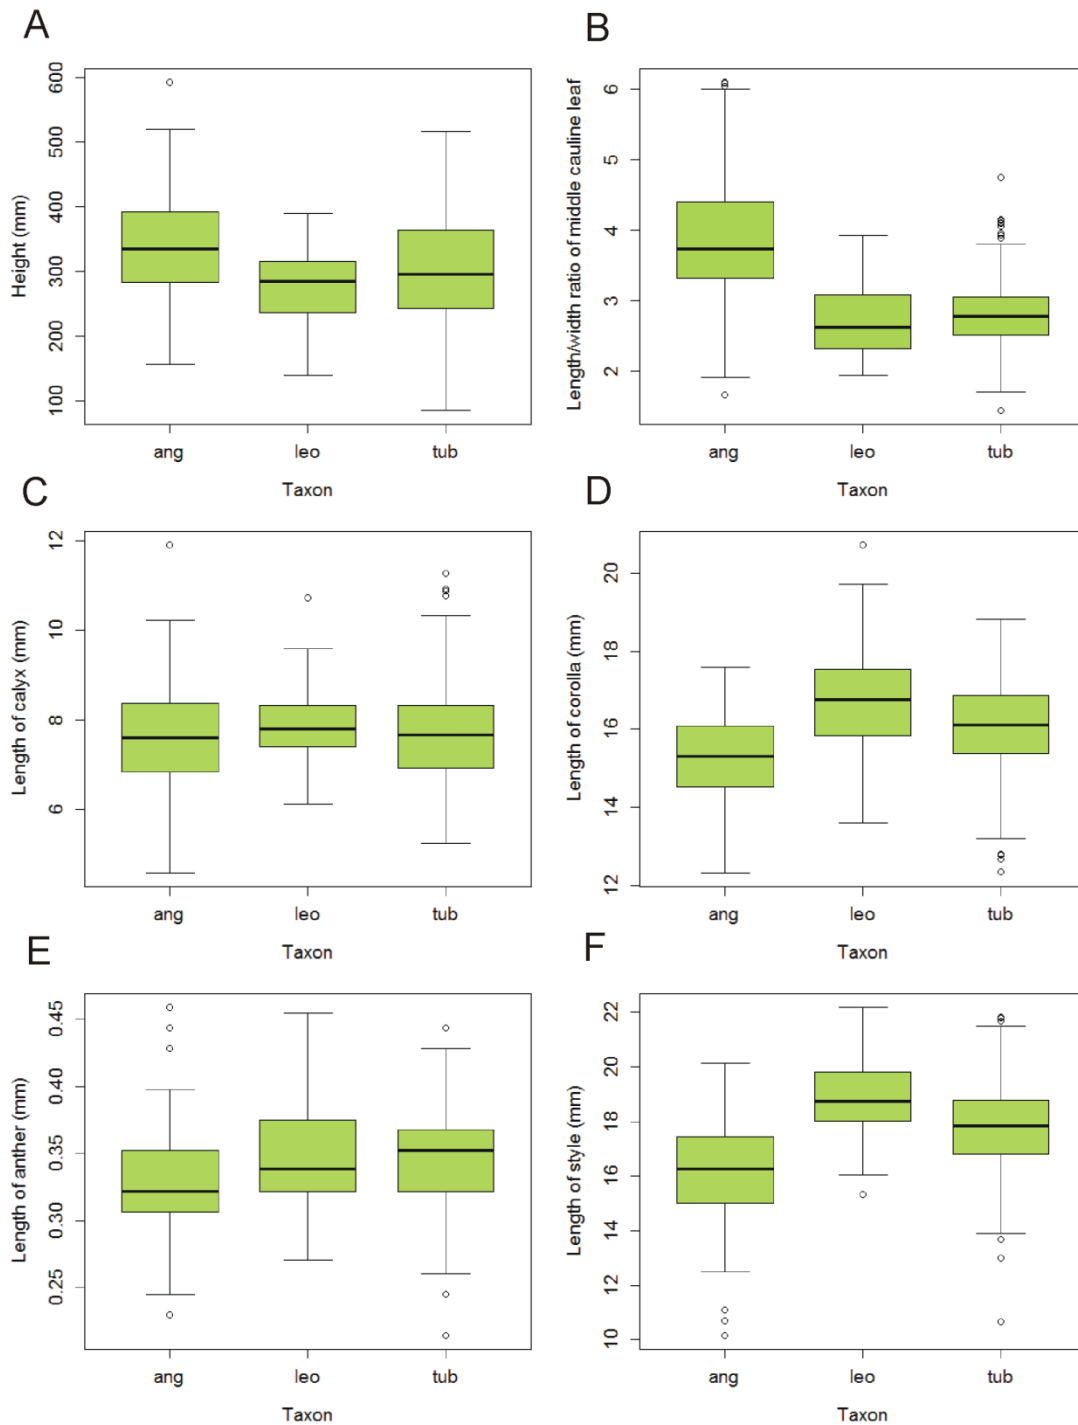 A
Height (mm)
600
500
400
300
200
100
ang leo tub
Taxon
B
Length/width ratio of middle cauline leaf
6
5
4
3
2
ang leo tub
Taxon
C
Length of calyx (mm)
12
10
8
6
ang leo tub
Taxon
D
Length of corolla (mm)
20
18
16
14
12
ang leo tub
Taxon
E
Length of anther (mm)
0.45
0.40
0.35
0.30
0.25
ang leo tub
Taxon
F
Length of style (mm)
22
20
18
16
14
12
10
ang leo tub
Taxon